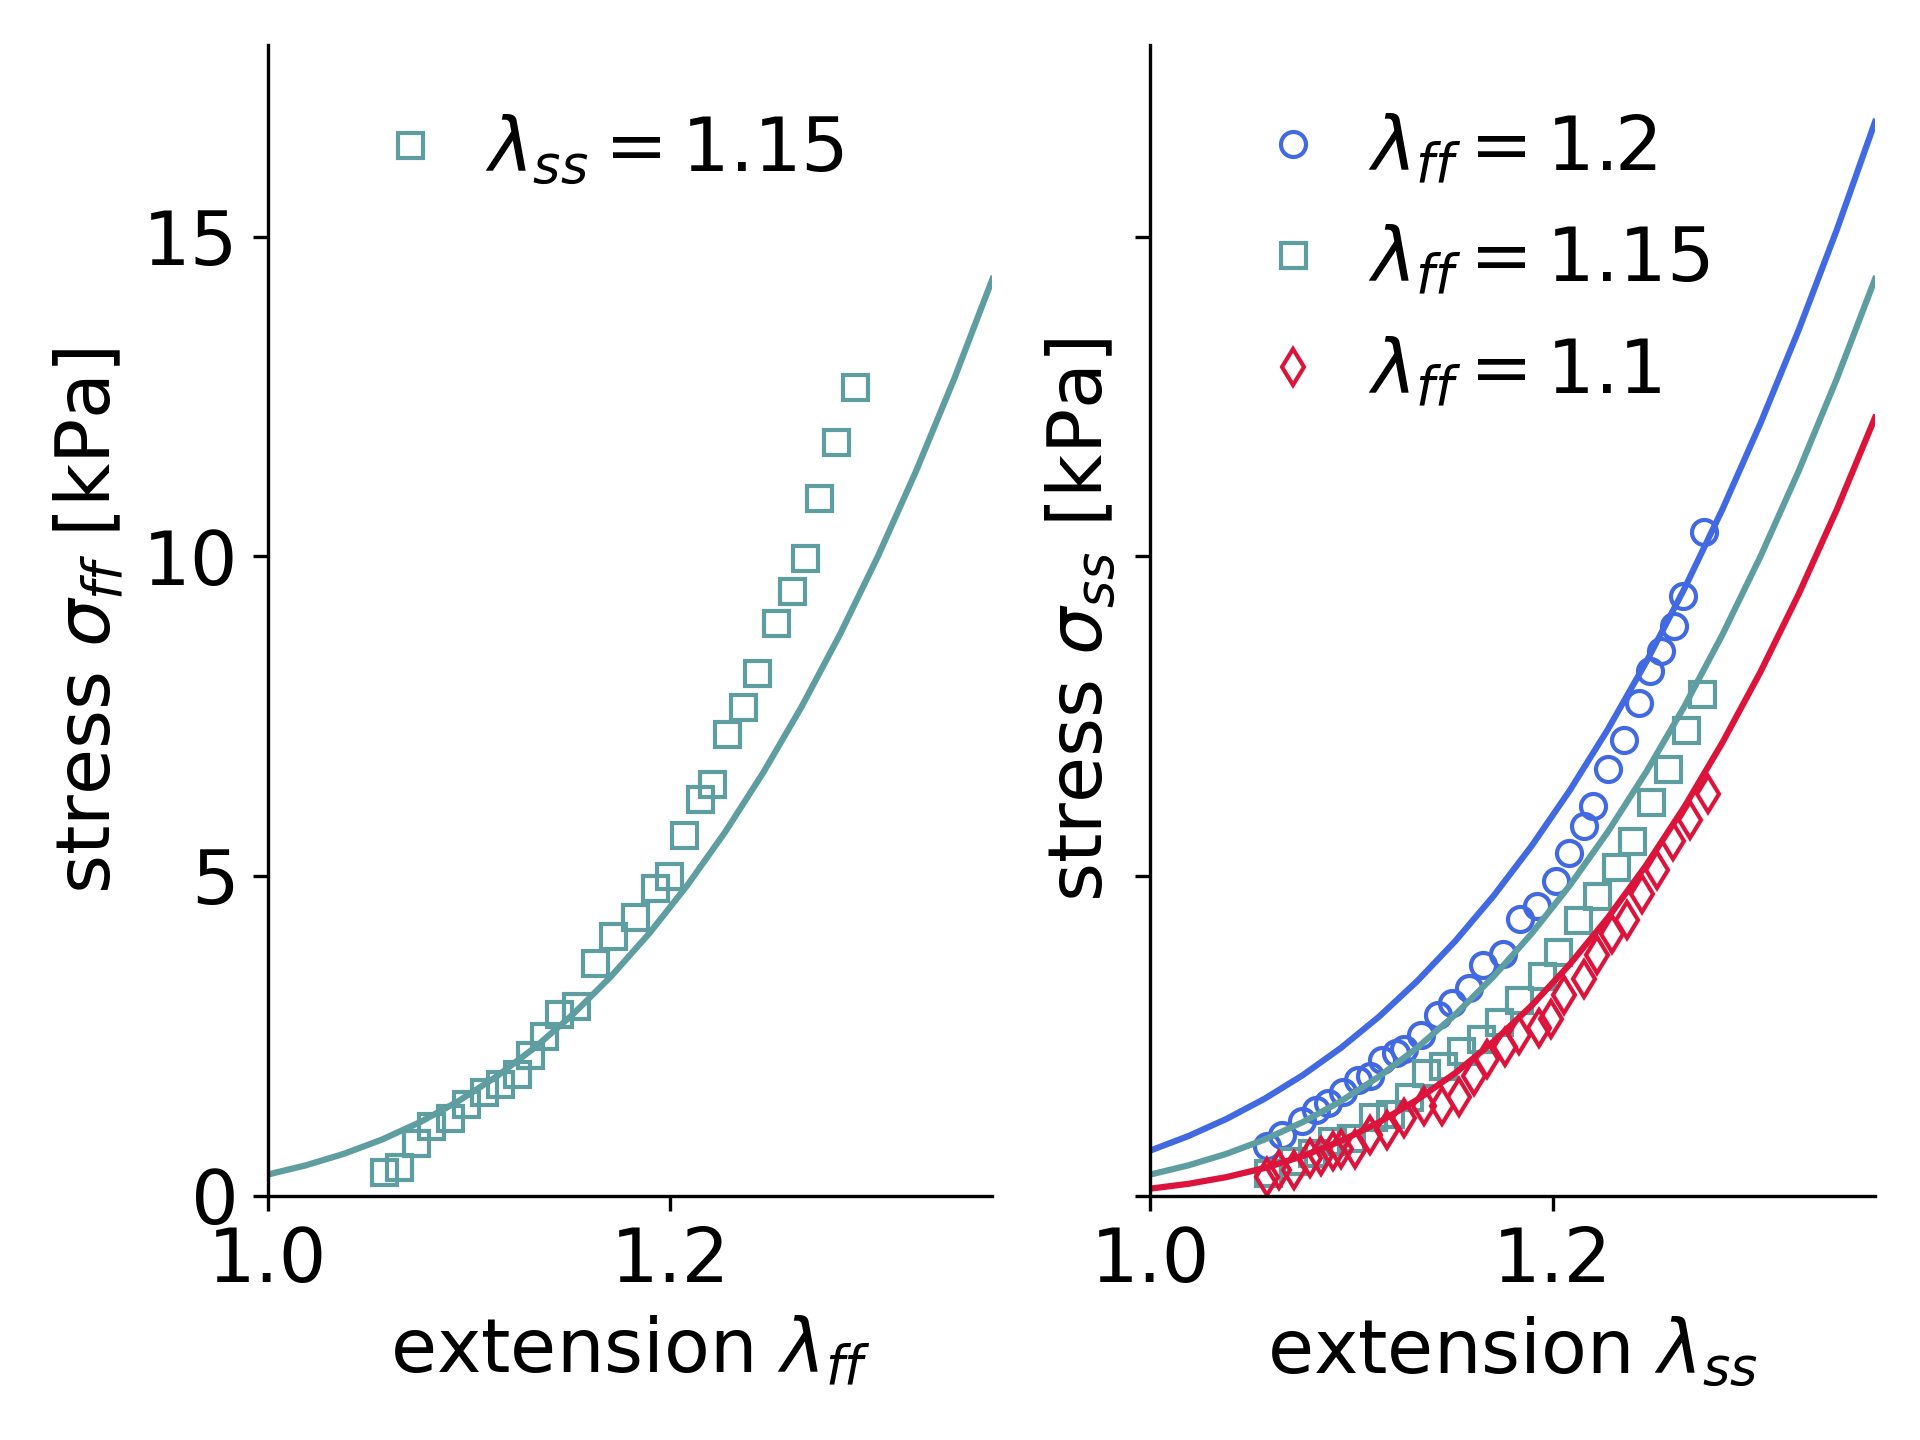 λss = 1.15
15
10
5
0
1.0
1.2
stress σff [kPa]
extension λff
λff = 1.2
λff = 1.15
λff = 1.1
1.0
1.2
stress σss [kPa]
extension λss